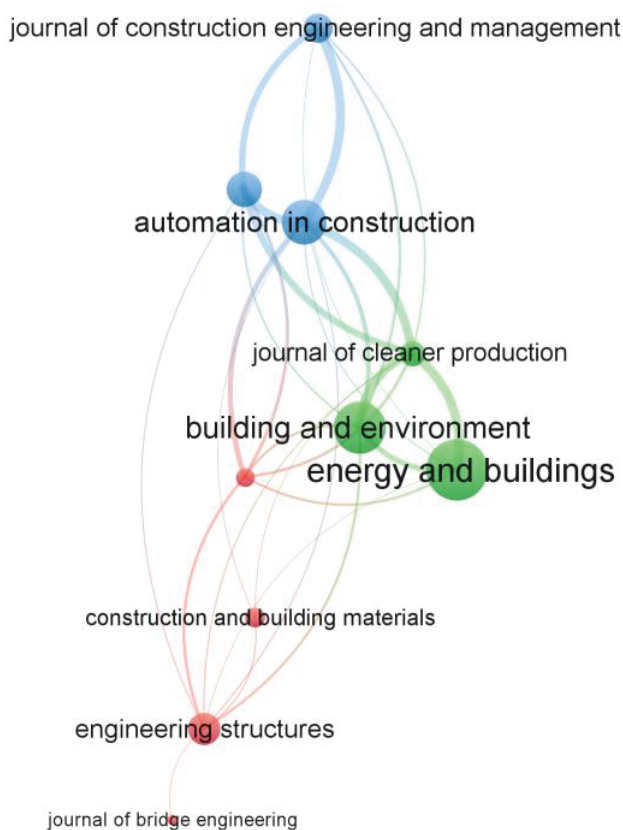 journal of construction engineering and management
automation in construction
journal of cleaner production
building and environment
energy and buildings
construction and building materials
engineering structures
journal of bridge engineering